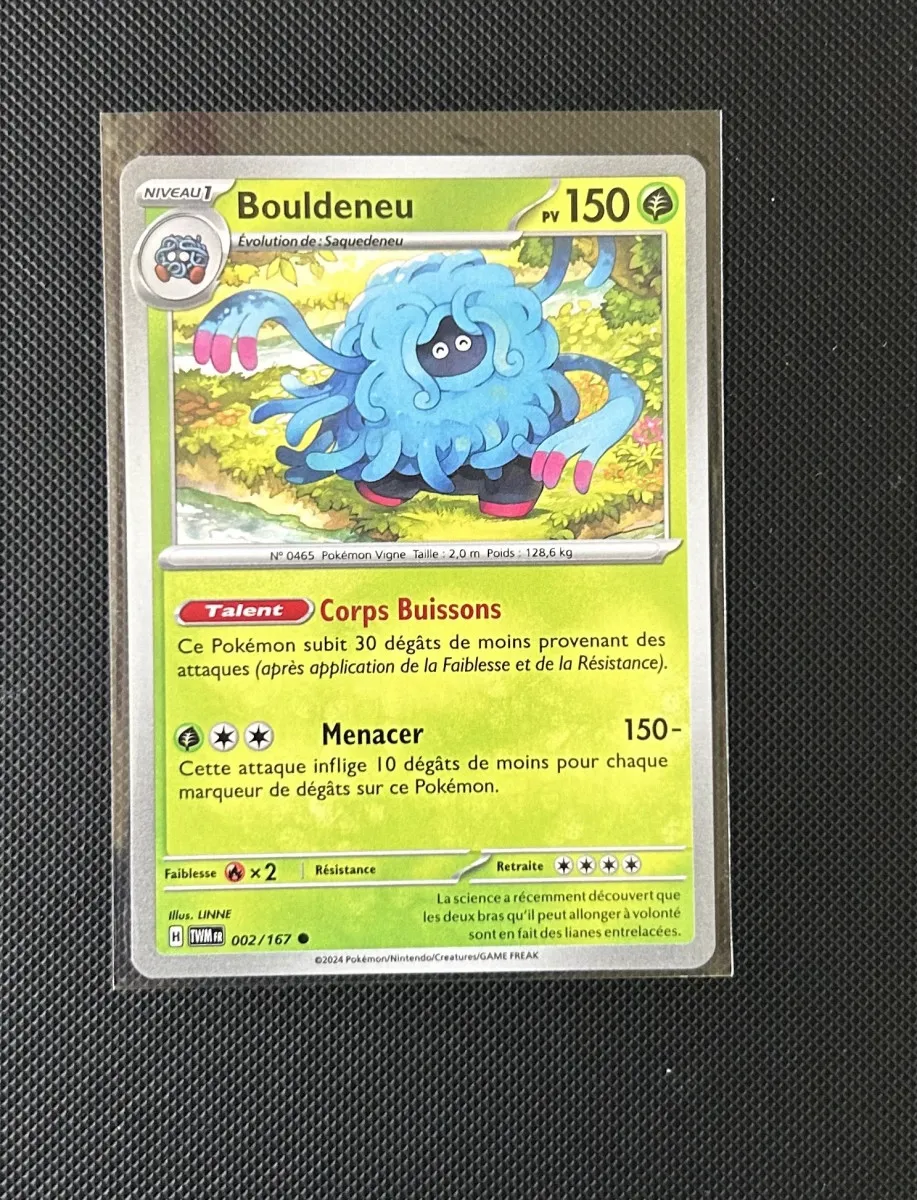 NIVEAU 1
Bouldeneu
PV 150
Évolution de : Saquedeneu
N° 0465 Pokémon Vigne Taille : 2,0 m Poids : 128,6 kg
Talent Corps Buissons
Ce Pokémon subit 30 dégâts de moins provenant des
attaques (après application de la Faiblesse et de la Résistance).
Menacer 150-
Cette attaque inflige 10 dégâts de moins pour chaque
marqueur de dégâts sur ce Pokémon.
Faiblesse ×2 Résistance Retraite
La science a récemment découvert que
les deux bras qu'il peut allonger à volonté
sont en fait des lianes entrelacées.
Illus. LINNE
H TWM FR 002/167
©2024 Pokémon/Nintendo/Creatures/GAME FREAK